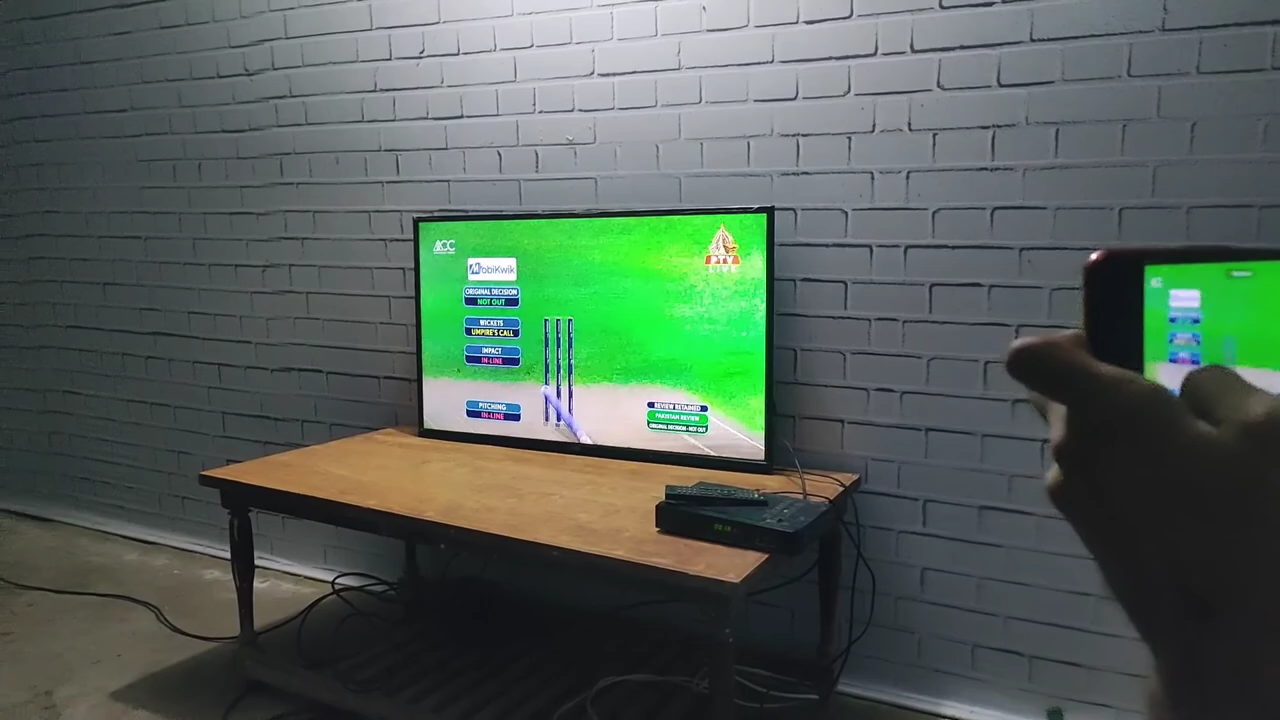 ACC
PTV
LIVE
MobiKwik
ORIGINAL DECISION
NOT OUT
WICKETS
UMPIRE'S CALL
IMPACT
IN-LINE
PITCHING
IN-LINE
REVIEW RETAINED
PAKISTAN REVIEW
ORIGINAL DECISION - NOT OUT